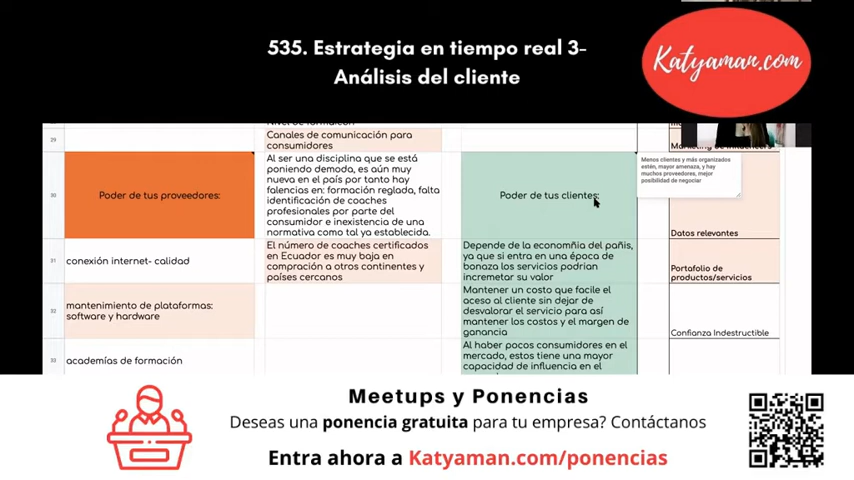 535. Estrategia en tiempo real 3-
Análisis del cliente
Katyaman.com
29
Canales de comunicación para
consumidores
30
Poder de tus proveedores:
Al ser una disciplina que se está
poniendo demoda, es aún muy
nueva en el país por tanto hay
falencias en: formación reglada, falta
identificación de coaches
profesionales por parte del
consumidor e inexistencia de una
normativa como tal ya establecida.
Poder de tus clientes:
Menos clientes y más organizados
estén, mayor amenaza, y hay
muchos proveedores, mejor
posibilidad de negociar
Datos relevantes
31
conexión internet- calidad
El número de coaches certificados
en Ecuador es muy baja en
compración a otros continentes y
países cercanos
Depende de la economñia del pañis,
ya que si entra en una época de
bonaza los servicios podrian
incremetar su valor
Portafolio de
productos/servicios
32
mantenimiento de plataformas:
software y hardware
Mantener un costo que facile el
aceso al cliente sin dejar de
desvalorar el servicio para así
mantener los costos y el margen de
ganancia
Confianza Indestructible
33
academías de formación
Al haber pocos consumidores en el
mercado, estos tiene una mayor
capacidad de influencia en el
Meetups y Ponencias
Deseas una ponencia gratuita para tu empresa? Contáctanos
Entra ahora a Katyaman.com/ponencias